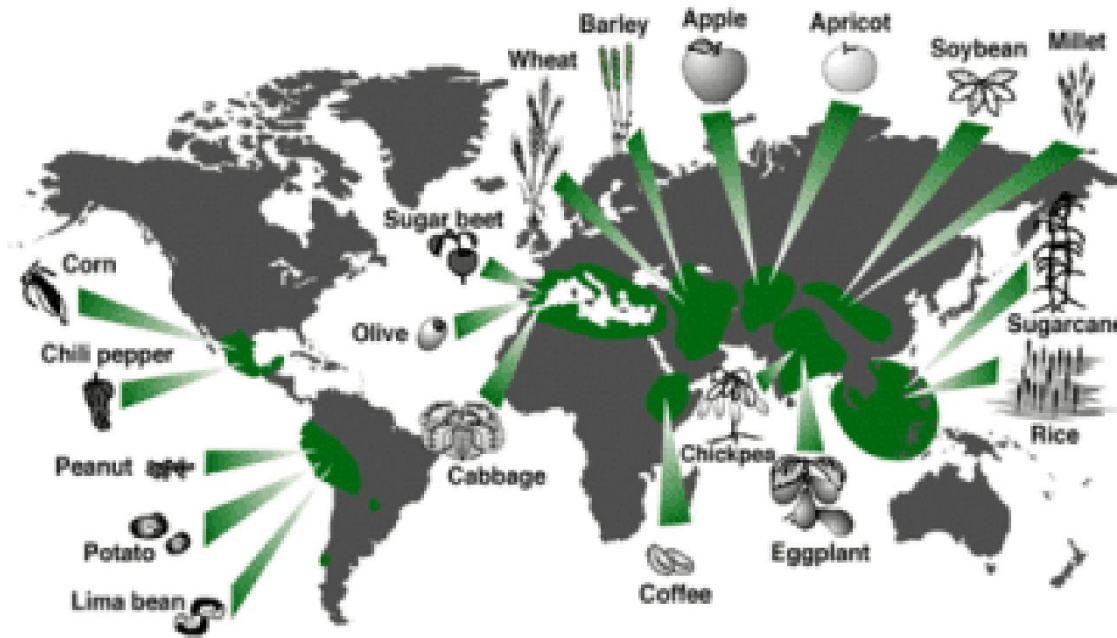 Barley
Apple
Apricot
Soybean
Millet
Wheat
Sugar beet
Corn
Olive
Sugarcane
Chili pepper
Rice
Peanut
Cabbage
Chickpea
Potato
Eggplant
Lima bean
Coffee